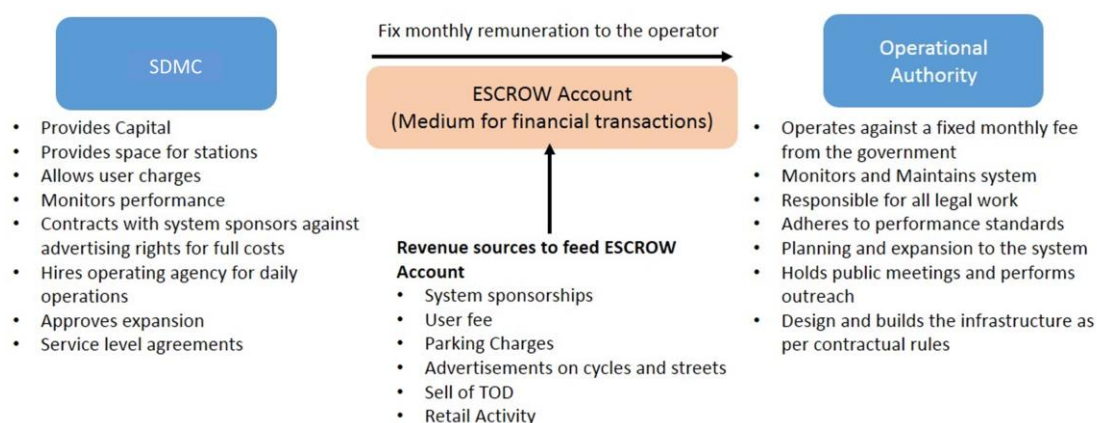 SDMC
• Provides Capital
• Provides space for stations
• Allows user charges
• Monitors performance
• Contracts with system sponsors against
advertising rights for full costs
• Hires operating agency for daily
operations
• Approves expansion
• Service level agreements
Fix monthly remuneration to the operator
ESCROW Account
(Medium for financial transactions)
Revenue sources to feed ESCROW
Account
• System sponsorships
• User fee
• Parking Charges
• Advertisements on cycles and streets
• Sell of TOD
• Retail Activity
Operational
Authority
• Operates against a fixed monthly fee
from the government
• Monitors and Maintains system
• Responsible for all legal work
• Adheres to performance standards
• Planning and expansion to the system
• Holds public meetings and performs
outreach
• Design and builds the infrastructure as
per contractual rules